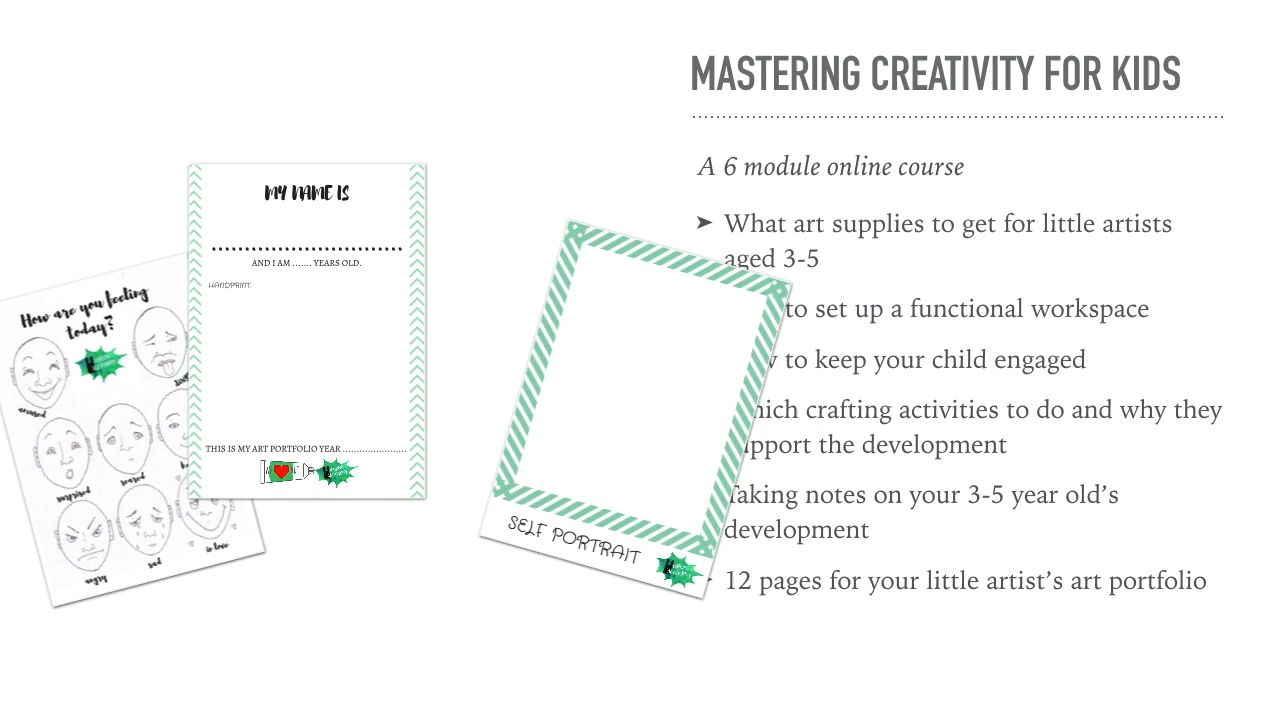 MASTERING CREATIVITY FOR KIDS
A 6 module online course
What art supplies to get for little artists
aged 3-5
to set up a functional workspace
to keep your child engaged
crafting activities to do and why they
the development
Taking notes on your 3-5 year old's
development
12 pages for your little artist's art portfolio
MY NAME IS
AND I AM ....... YEARS OLD.
HANDPRINT:
THIS IS MY ART PORTFOLIO YEAR .......................
How are you feeling
today?
amused
surprised
scared
angry
sad
in love
SELF PORTRAIT